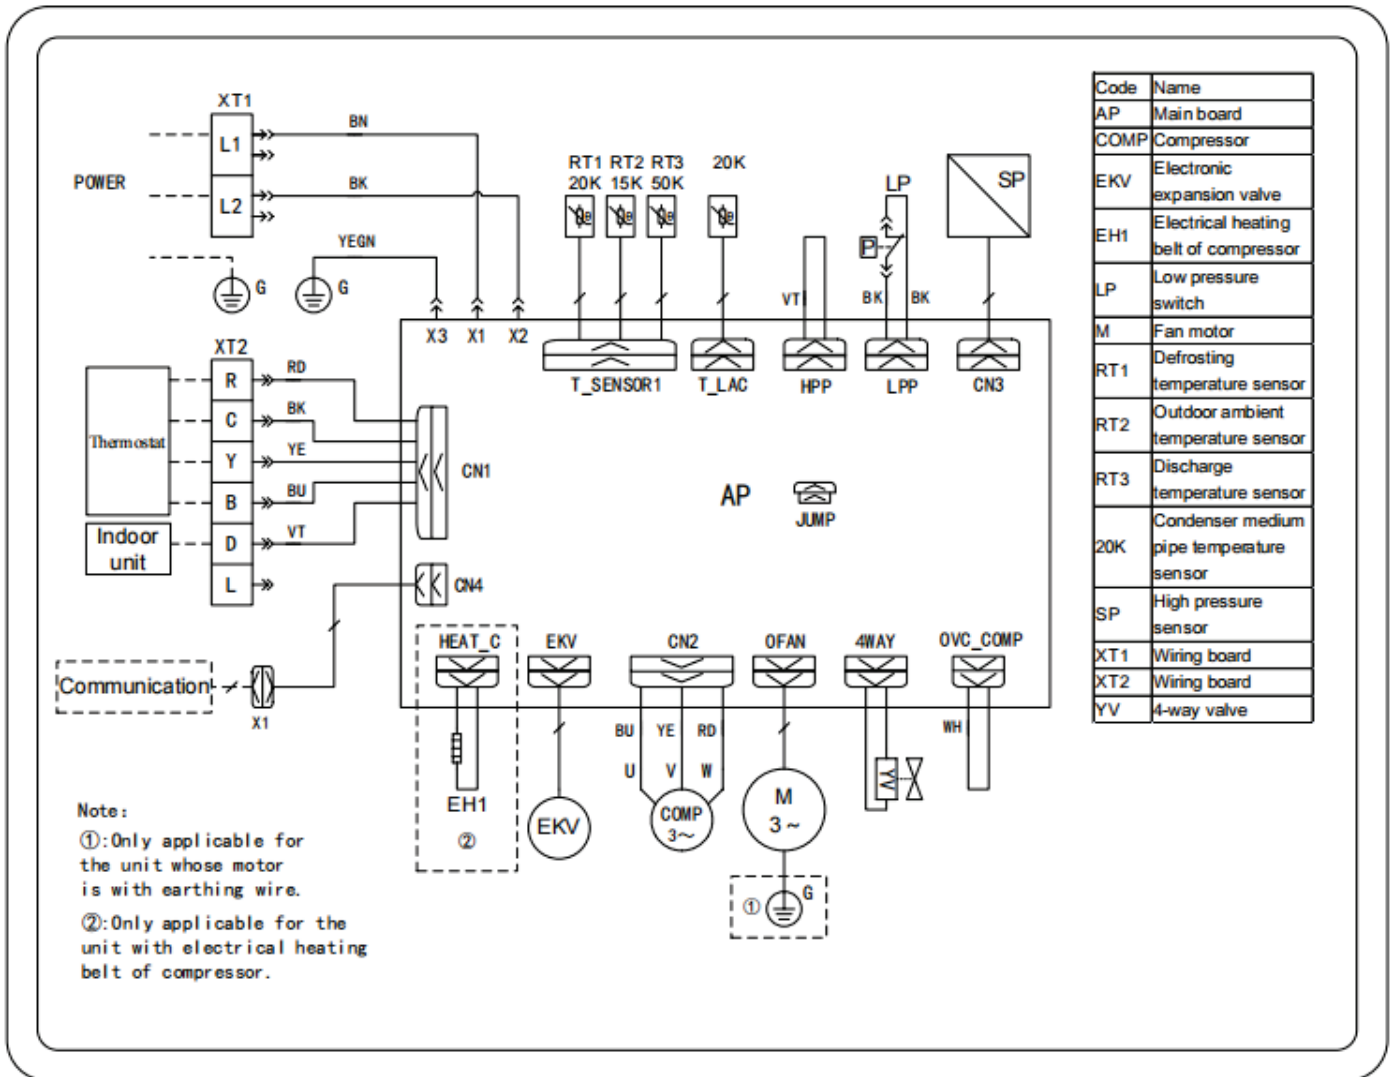 XT1
L1
L2
POWER
BN
BK
YEGN
G
G
X3 X1 X2
RT1 RT2 RT3
20K 15K 50K
20K
LP
SP
P
VT
BK
BK
T_SENSOR1
T_LAC
HPP
LPP
CN3
XT2
R
C
Y
B
D
L
RD
BK
YE
BU
VT
Thermostat
Indoor
unit
CN1
CN4
AP
JUMP
Communication
X1
HEAT_C
EKV
CN2
OFAN
4WAY
OVC_COMP
BU YE RD
U V W
WH
EH1
②
EKV
COMP
3~
M
3~
YV
①
G
Note:
①:Only applicable for
the unit whose motor
is with earthing wire.
②:Only applicable for the
unit with electrical heating
belt of compressor.
Code Name
AP Main board
COMP Compressor
EKV Electronic
expansion valve
EH1 Electrical heating
belt of compressor
LP Low pressure
switch
M Fan motor
RT1 Defrosting
temperature sensor
RT2 Outdoor ambient
temperature sensor
RT3 Discharge
temperature sensor
20K Condenser medium
pipe temperature
sensor
SP High pressure
sensor
XT1 Wiring board
XT2 Wiring board
YV 4-way valve